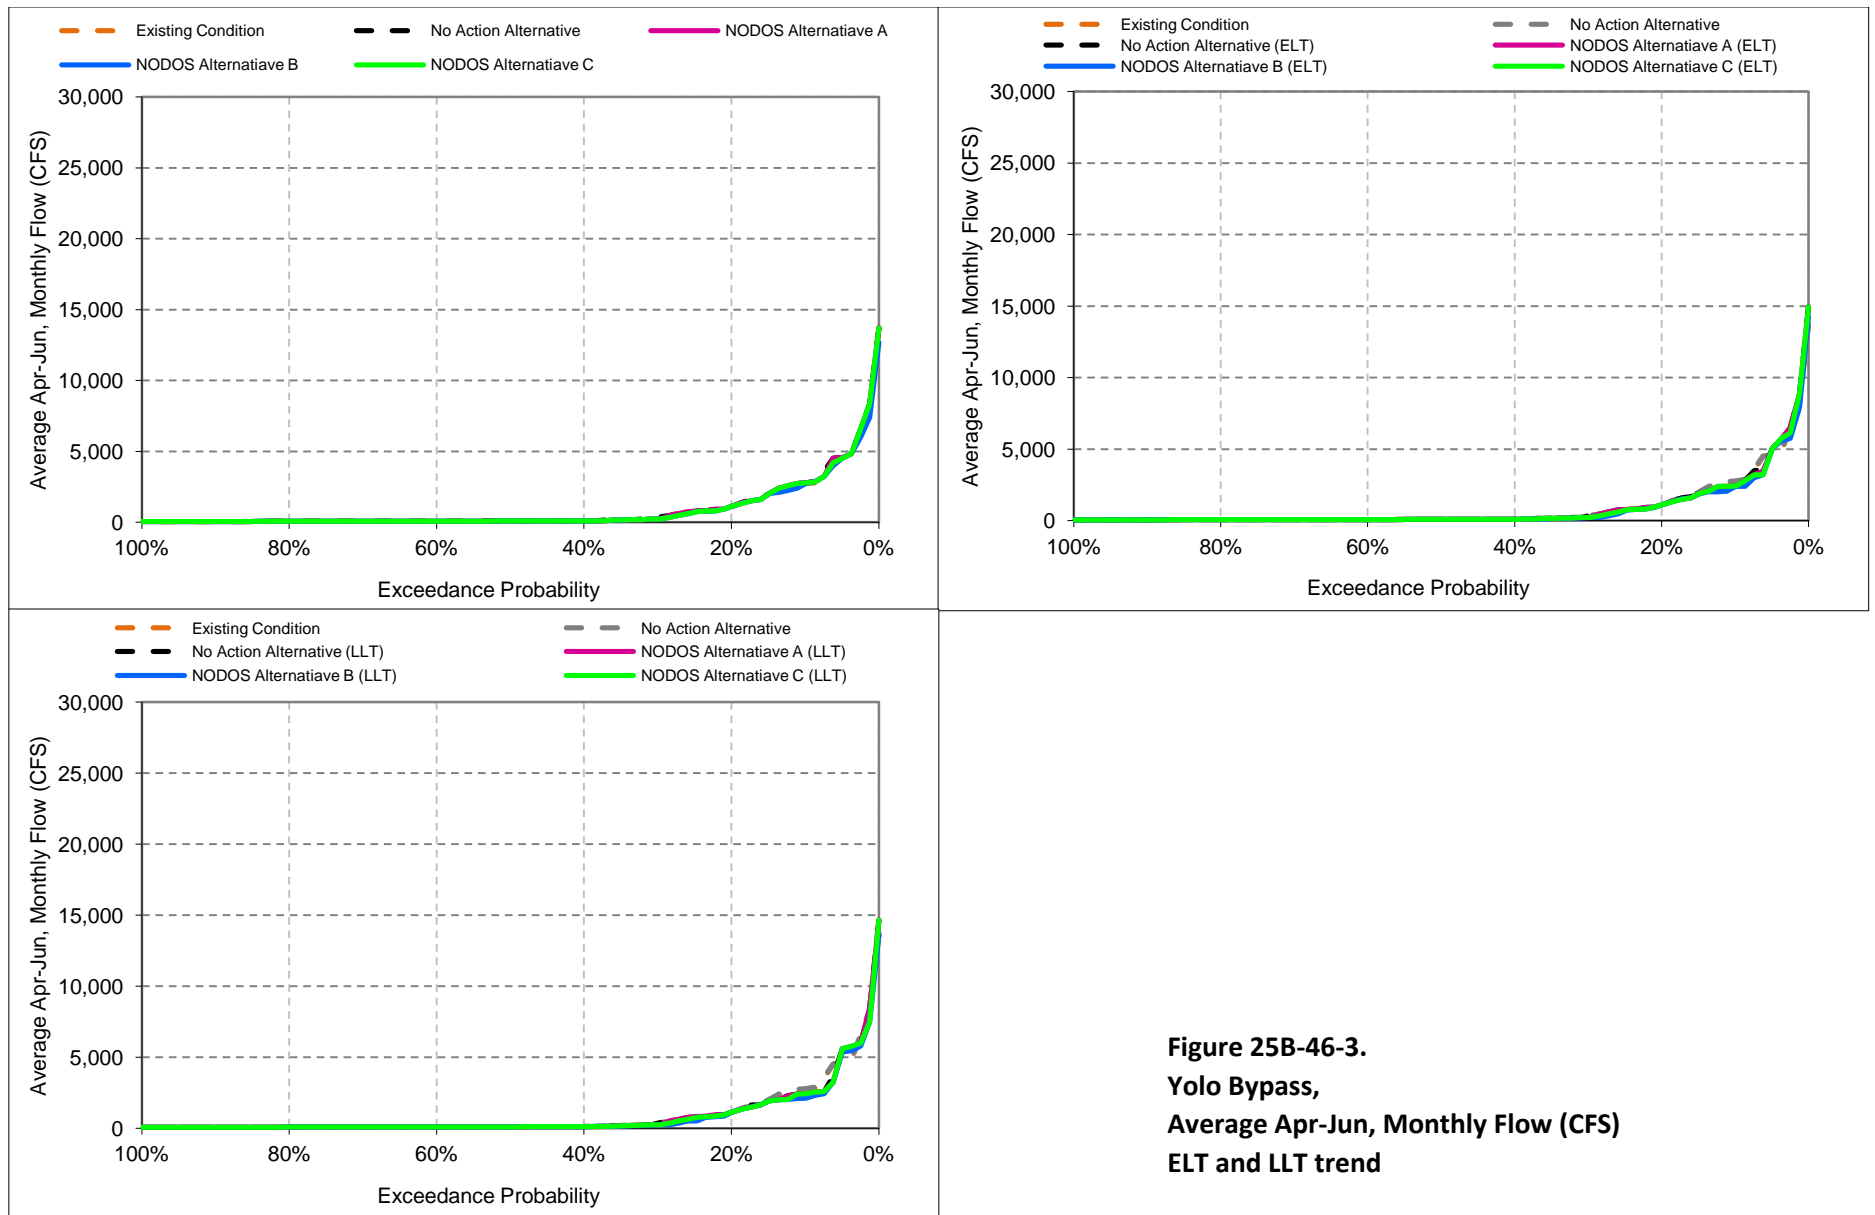 Existing Condition No Action Alternative NODOS Alternatiave A
NODOS Alternatiave B NODOS Alternatiave C
30,000
25,000
20,000
15,000
10,000
5,000
0
100% 80% 60% 40% 20% 0%
Average Apr-Jun, Monthly Flow (CFS)
Exceedance Probability
Existing Condition No Action Alternative
No Action Alternative (ELT) NODOS Alternatiave A (ELT)
NODOS Alternatiave B (ELT) NODOS Alternatiave C (ELT)
30,000
25,000
20,000
15,000
10,000
5,000
0
100% 80% 60% 40% 20% 0%
Average Apr-Jun, Monthly Flow (CFS)
Exceedance Probability
Existing Condition No Action Alternative
No Action Alternative (LLT) NODOS Alternatiave A (LLT)
NODOS Alternatiave B (LLT) NODOS Alternatiave C (LLT)
30,000
25,000
20,000
15,000
10,000
5,000
0
100% 80% 60% 40% 20% 0%
Average Apr-Jun, Monthly Flow (CFS)
Exceedance Probability
Figure 25B-46-3.
Yolo Bypass,
Average Apr-Jun, Monthly Flow (CFS)
ELT and LLT trend